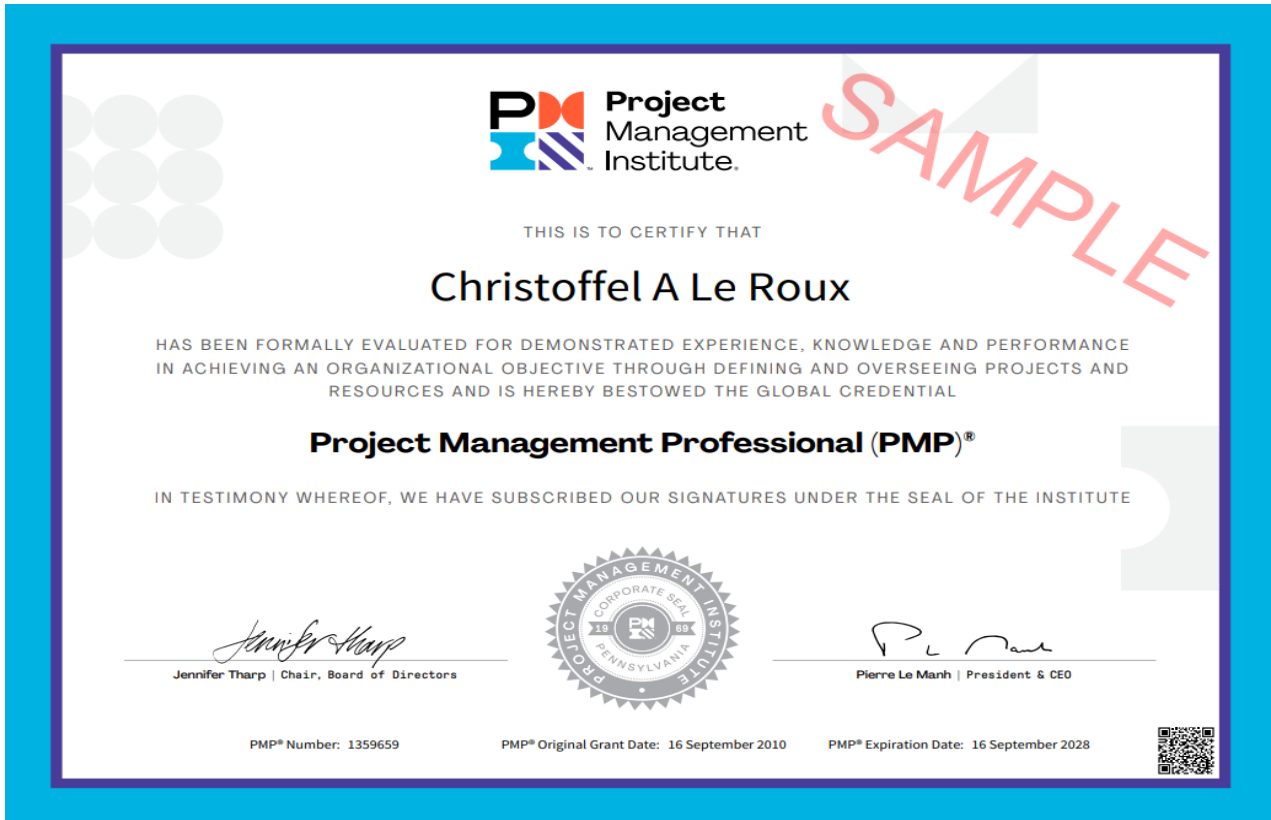 Project
Management
Institute.
SAMPLE
THIS IS TO CERTIFY THAT
Christoffel A Le Roux
HAS BEEN FORMALLY EVALUATED FOR DEMONSTRATED EXPERIENCE, KNOWLEDGE AND PERFORMANCE
IN ACHIEVING AN ORGANIZATIONAL OBJECTIVE THROUGH DEFINING AND OVERSEEING PROJECTS AND
RESOURCES AND IS HEREBY BESTOWED THE GLOBAL CREDENTIAL
Project Management Professional (PMP)®
IN TESTIMONY WHEREOF, WE HAVE SUBSCRIBED OUR SIGNATURES UNDER THE SEAL OF THE INSTITUTE
PROJECT MANAGEMENT INSTITUTE
CORPORATE SEAL
19 69
PENNSYLVANIA
Jennifer Tharp
Jennifer Tharp | Chair, Board of Directors
P Le Manh
Pierre Le Manh | President & CEO
PMP® Number: 1359659 PMP® Original Grant Date: 16 September 2010 PMP® Expiration Date: 16 September 2028